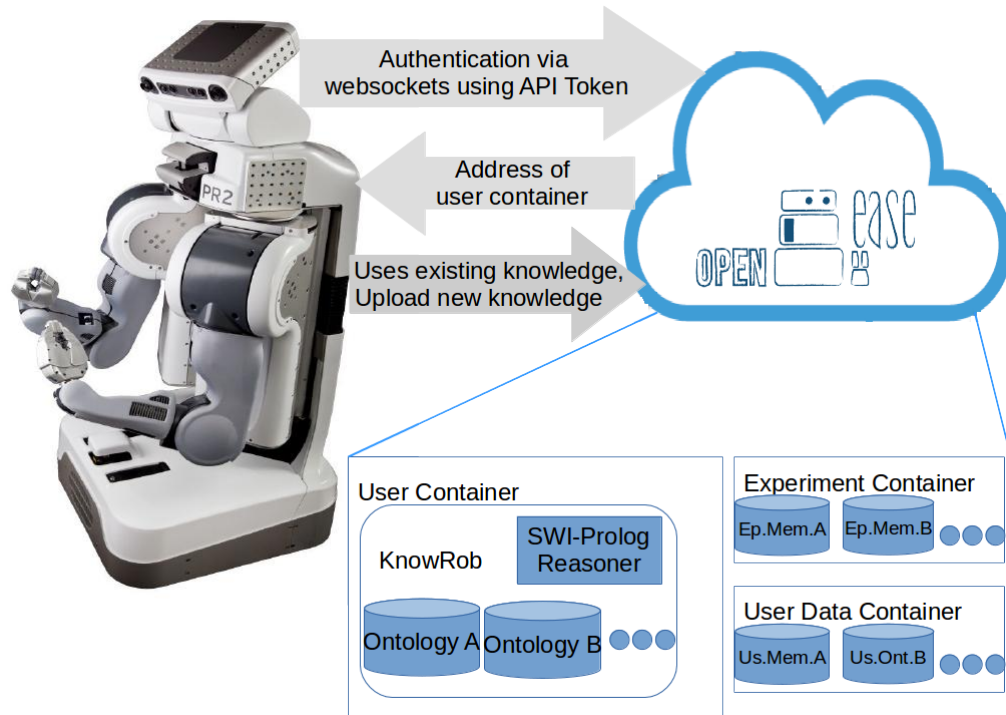 Authentication via
websockets using API Token
Address of
user container
PR2
Uses existing knowledge,
Upload new knowledge
OPEN
ease
User Container
KnowRob
SWI-Prolog
Reasoner
Ontology A
Ontology B
Experiment Container
Ep.Mem.A
Ep.Mem.B
User Data Container
Us.Mem.A
Us.Ont.B